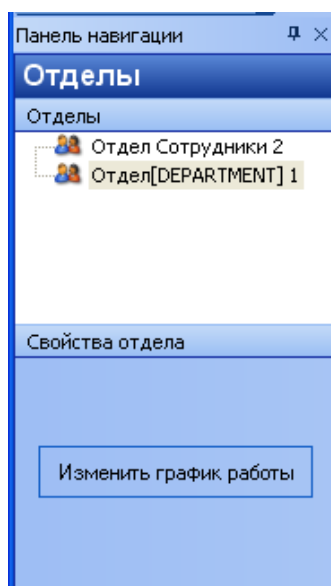 Панель навигации
Отделы
Отделы
Отдел Сотрудники 2
Отдел[DEPARTMENT] 1
Свойства отдела
Изменить график работы